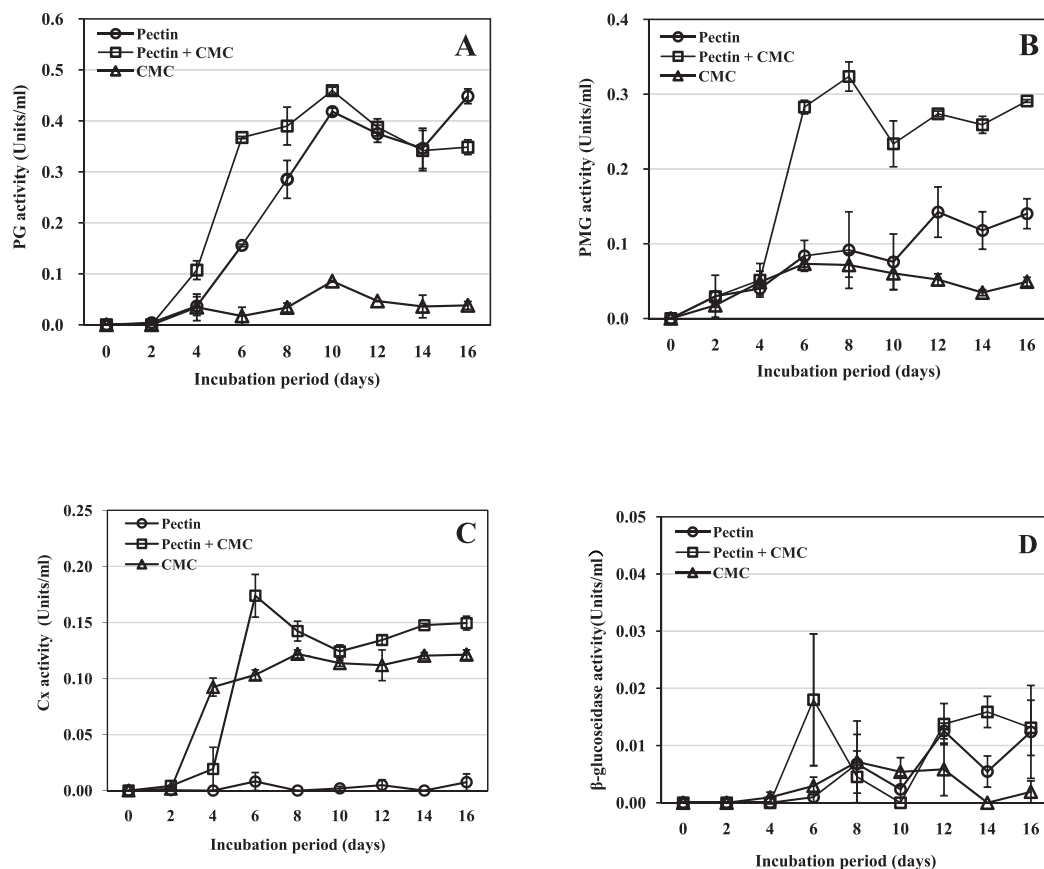 A
Pectin
Pectin + CMC
CMC
PG activity (Units/ml)
0.6
0.5
0.4
0.3
0.2
0.1
0.0
0 2 4 6 8 10 12 14 16
Incubation period (days)
B
Pectin
Pectin + CMC
CMC
PMG activity (Units/ml)
0.4
0.3
0.2
0.1
0.0
0 2 4 6 8 10 12 14 16
Incubation period (days)
C
Pectin
Pectin + CMC
CMC
Cx activity (Units/ml)
0.25
0.20
0.15
0.10
0.05
0.00
0 2 4 6 8 10 12 14 16
Incubation period (days)
D
Pectin
Pectin + CMC
CMC
β-glucoseidase activity(Units/ml)
0.05
0.04
0.03
0.02
0.01
0.00
0 2 4 6 8 10 12 14 16
Incubation period (days)